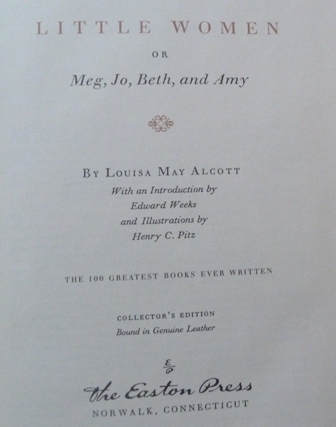 LITTLE WOMEN
OR
Meg, Jo, Beth, and Amy
BY LOUISA MAY ALCOTT
With an Introduction by
Edward Weeks
and Illustrations by
Henry C. Pitz
THE 100 GREATEST BOOKS EVER WRITTEN
COLLECTOR'S EDITION
Bound in Genuine Leather
The Easton Press
NORWALK, CONNECTICUT